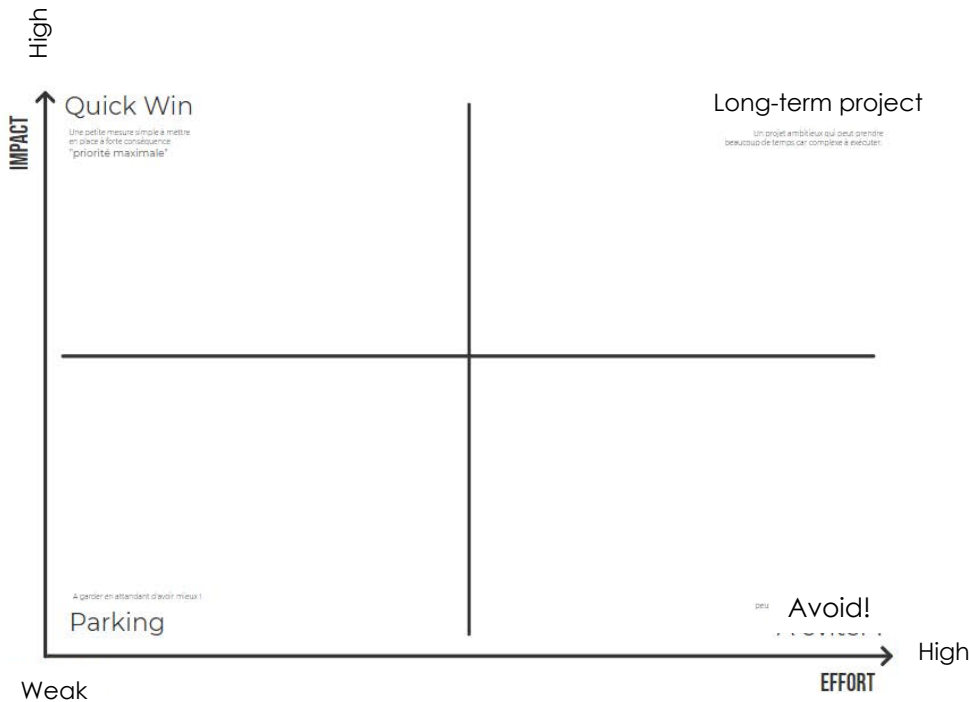 High
IMPACT
Quick Win
Une petite mesure simple à mettre
en place à forte conséquence
"priorité maximale"
Long-term project
Un projet ambitieux qui peut prendre
beaucoup de temps car complexe à exécuter.
A garder en attendant d'avoir mieux !
Parking
peu
Avoid!
High
EFFORT
Weak